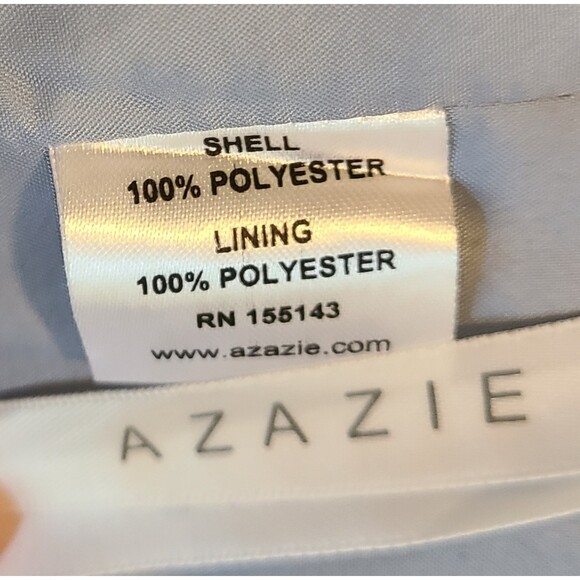 SHELL
100% POLYESTER
LINING
100% POLYESTER
RN 155143
www.azazie.com
AZAZIE